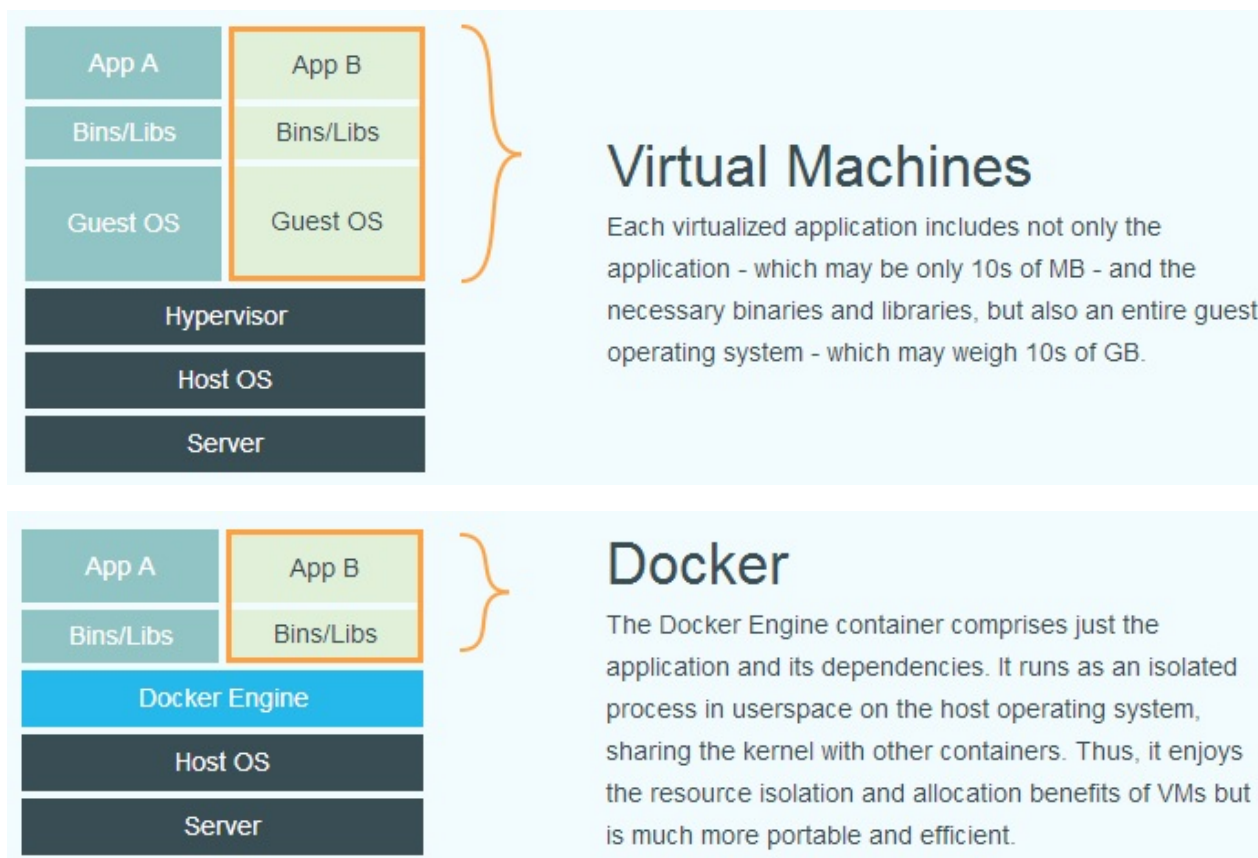 App A
App B
Bins/Libs
Bins/Libs
Guest OS
Guest OS
Hypervisor
Host OS
Server
Virtual Machines
Each virtualized application includes not only the
application - which may be only 10s of MB - and the
necessary binaries and libraries, but also an entire guest
operating system - which may weigh 10s of GB.
App A
App B
Bins/Libs
Bins/Libs
Docker Engine
Host OS
Server
Docker
The Docker Engine container comprises just the
application and its dependencies. It runs as an isolated
process in userspace on the host operating system,
sharing the kernel with other containers. Thus, it enjoys
the resource isolation and allocation benefits of VMs but
is much more portable and efficient.